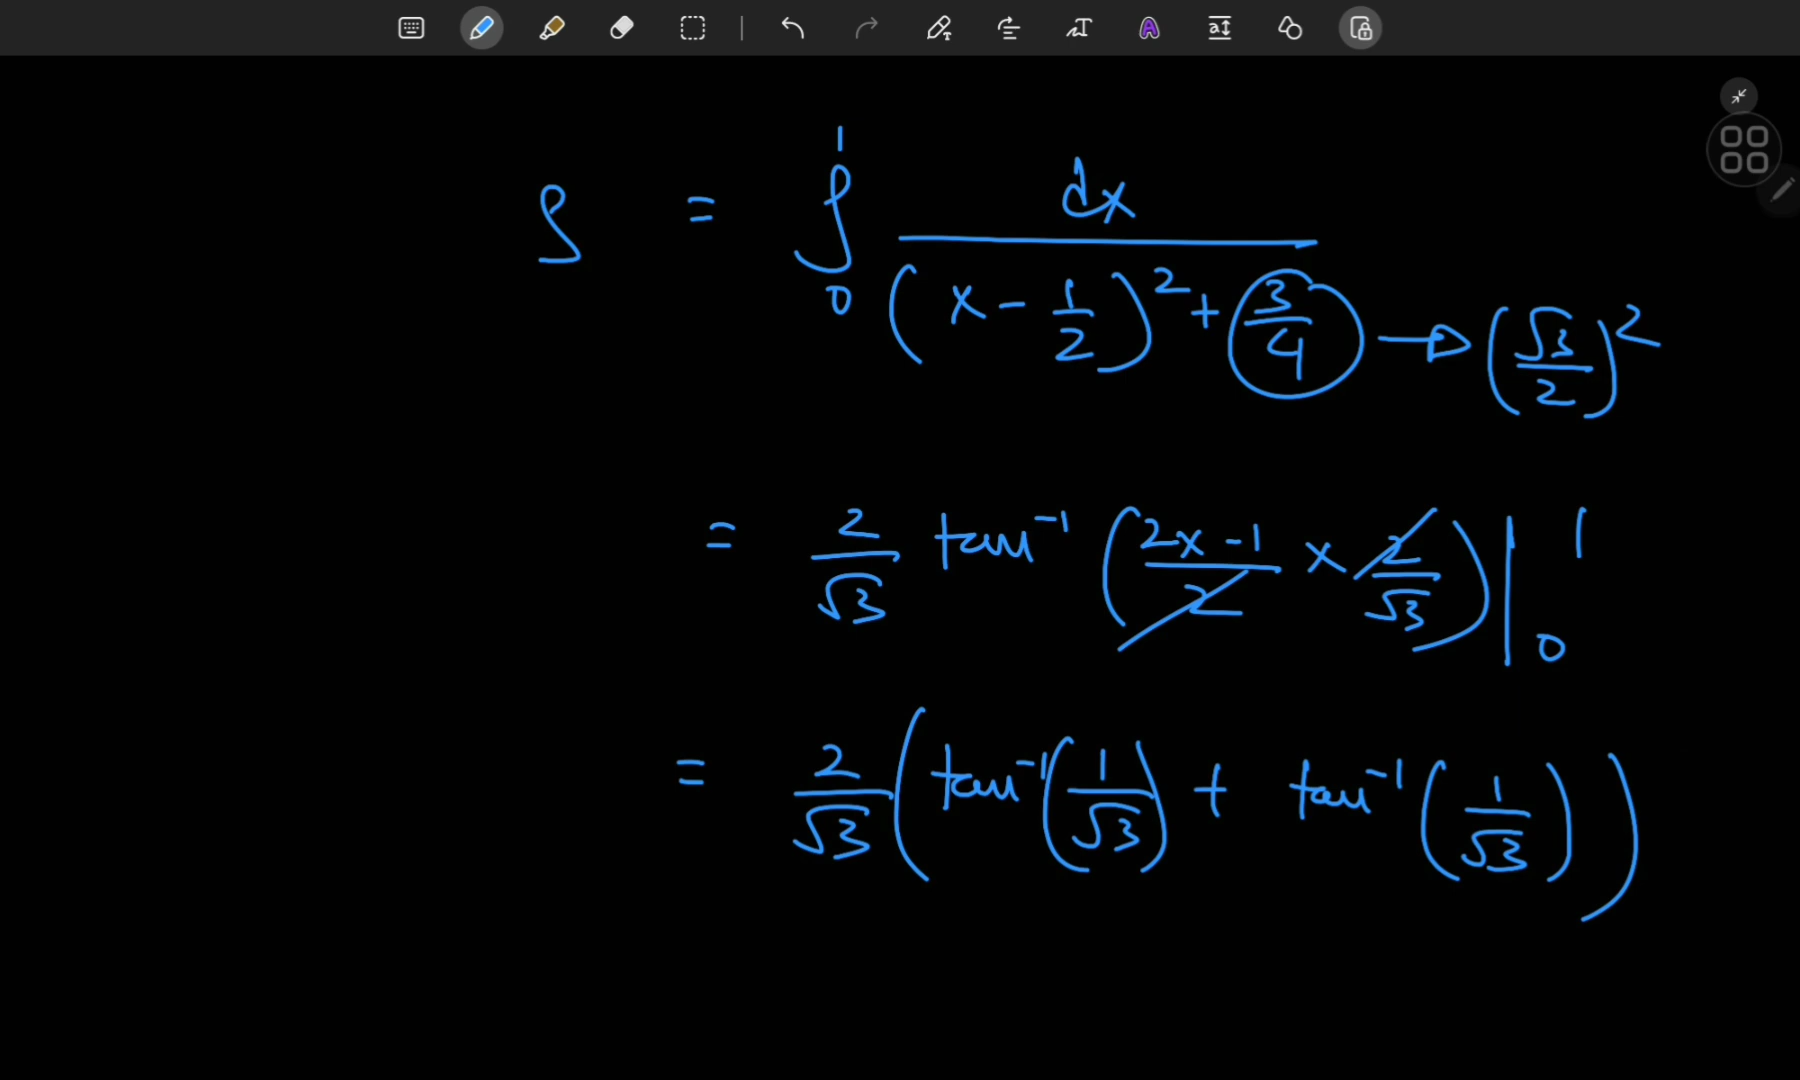 S = ∫₀¹ dx / ((x - 1/2)² + 3/4) → (√3/2)²
= 2/√3 tan⁻¹ ((2x - 1)/2 × 2/√3) |₀¹
= 2/√3 (tan⁻¹(1/√3) + tan⁻¹(1/√3))